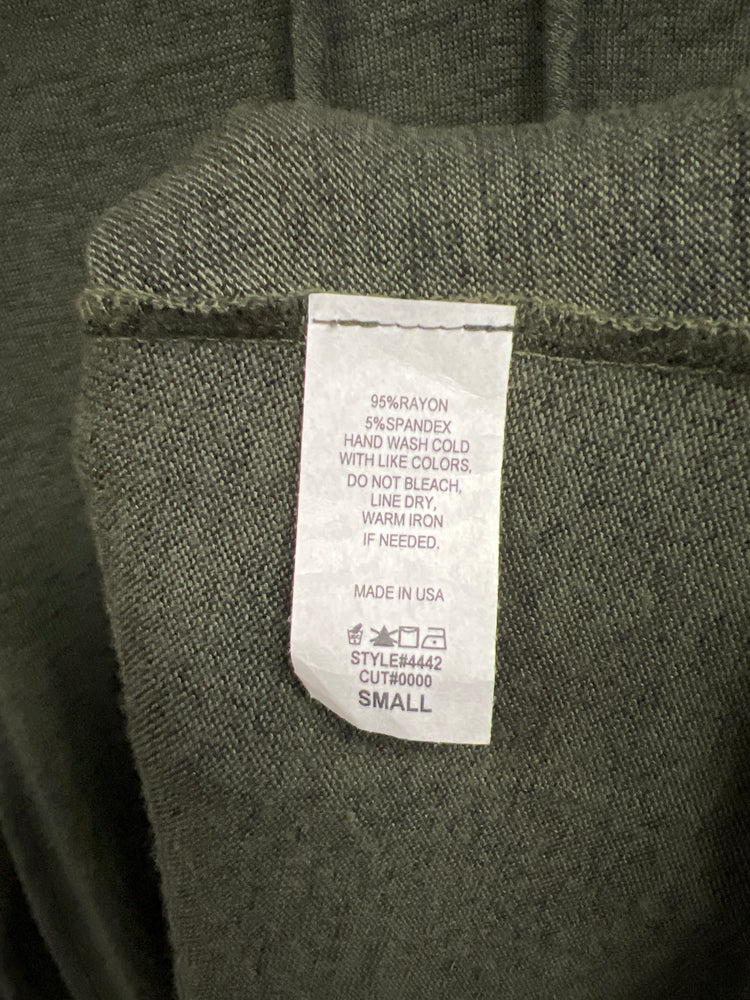 95%RAYON
5%SPANDEX
HAND WASH COLD
WITH LIKE COLORS,
DO NOT BLEACH,
LINE DRY,
WARM IRON
IF NEEDED.
MADE IN USA
STYLE#4442
CUT#0000
SMALL